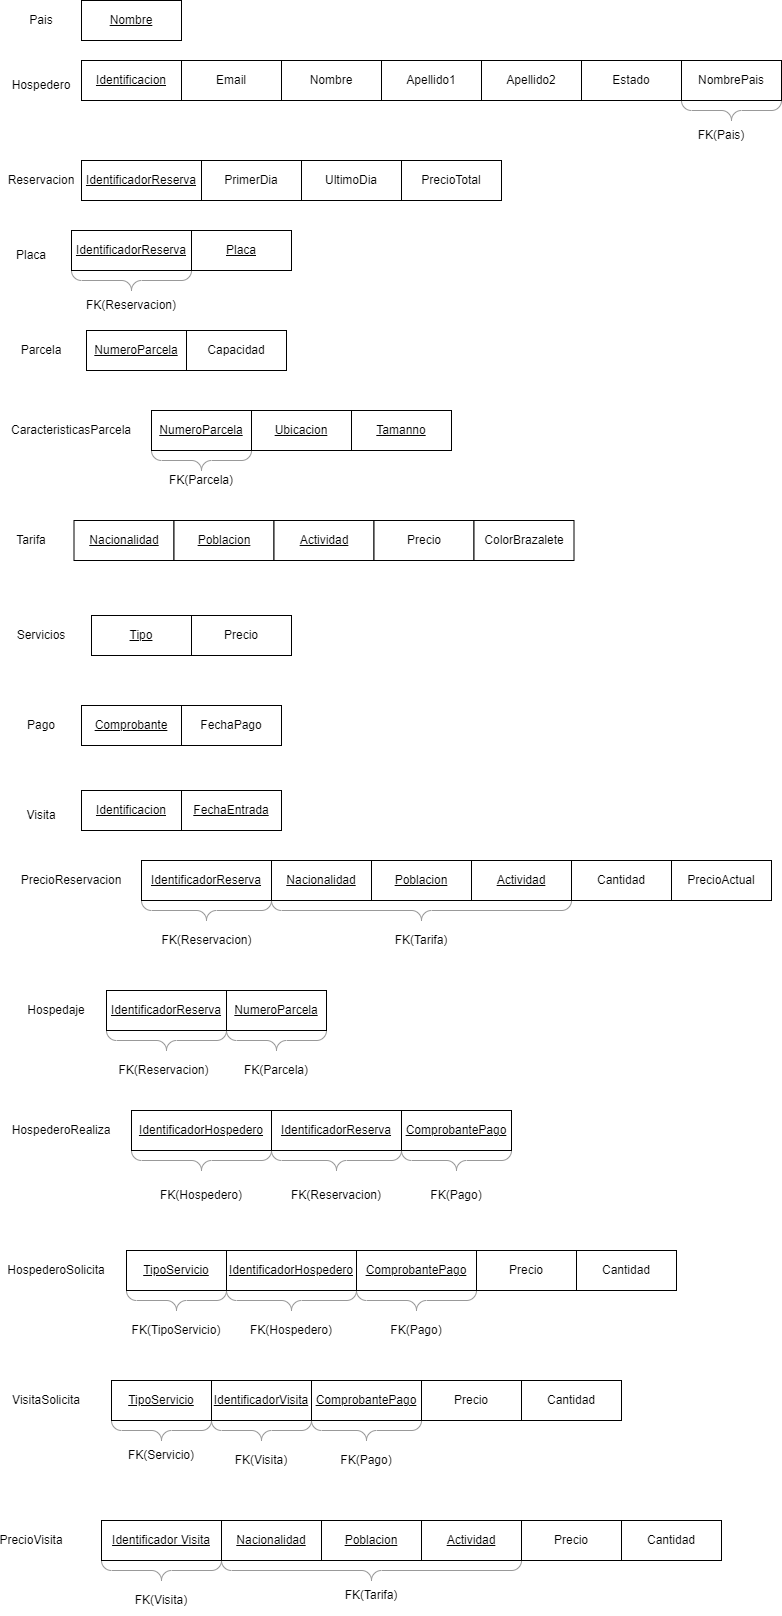 Pais Nombre
Hospedero Identificacion Email Nombre Apellido1 Apellido2 Estado NombrePais
FK(Pais)
Reservacion IdentificadorReserva PrimerDia UltimoDia PrecioTotal
Placa IdentificadorReserva Placa
FK(Reservacion)
Parcela NumeroParcela Capacidad
CaracteristicasParcela NumeroParcela Ubicacion Tamanno
FK(Parcela)
Tarifa Nacionalidad Poblacion Actividad Precio ColorBrazalete
Servicios Tipo Precio
Pago Comprobante FechaPago
Visita Identificacion FechaEntrada
PrecioReservacion IdentificadorReserva Nacionalidad Poblacion Actividad Cantidad PrecioActual
FK(Reservacion) FK(Tarifa)
Hospedaje IdentificadorReserva NumeroParcela
FK(Reservacion) FK(Parcela)
HospederoRealiza IdentificadorHospedero IdentificadorReserva ComprobantePago
FK(Hospedero) FK(Reservacion) FK(Pago)
HospederoSolicita TipoServicio IdentificadorHospedero ComprobantePago Precio Cantidad
FK(TipoServicio) FK(Hospedero) FK(Pago)
VisitaSolicita TipoServicio IdentificadorVisita ComprobantePago Precio Cantidad
FK(Servicio) FK(Visita) FK(Pago)
PrecioVisita Identificador Visita Nacionalidad Poblacion Actividad Precio Cantidad
FK(Visita) FK(Tarifa)